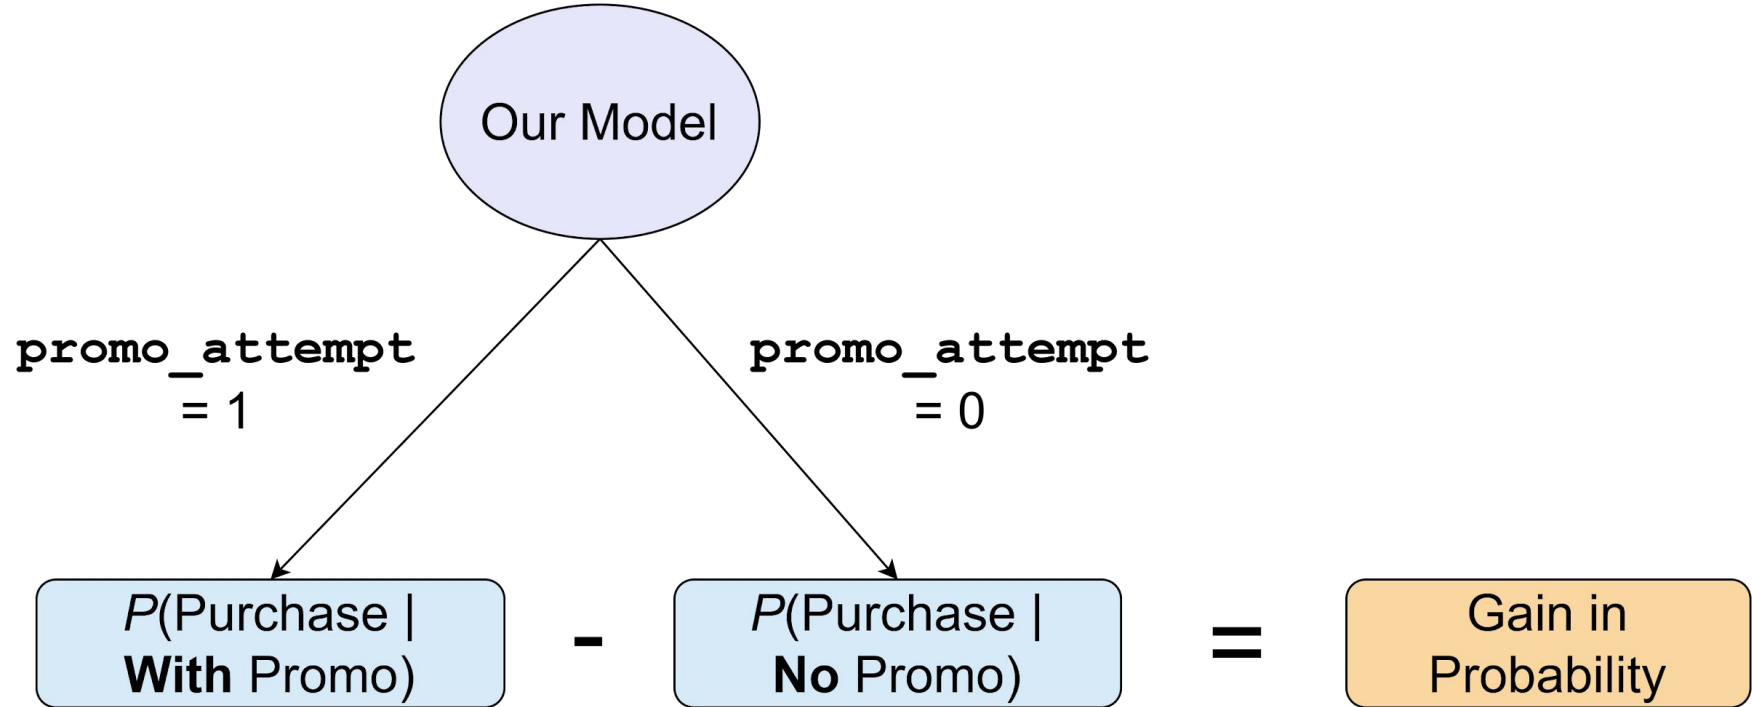 Our Model
promo_attempt
= 1
promo_attempt
= 0
P(Purchase |
With Promo)
-
P(Purchase |
No Promo)
=
Gain in
Probability